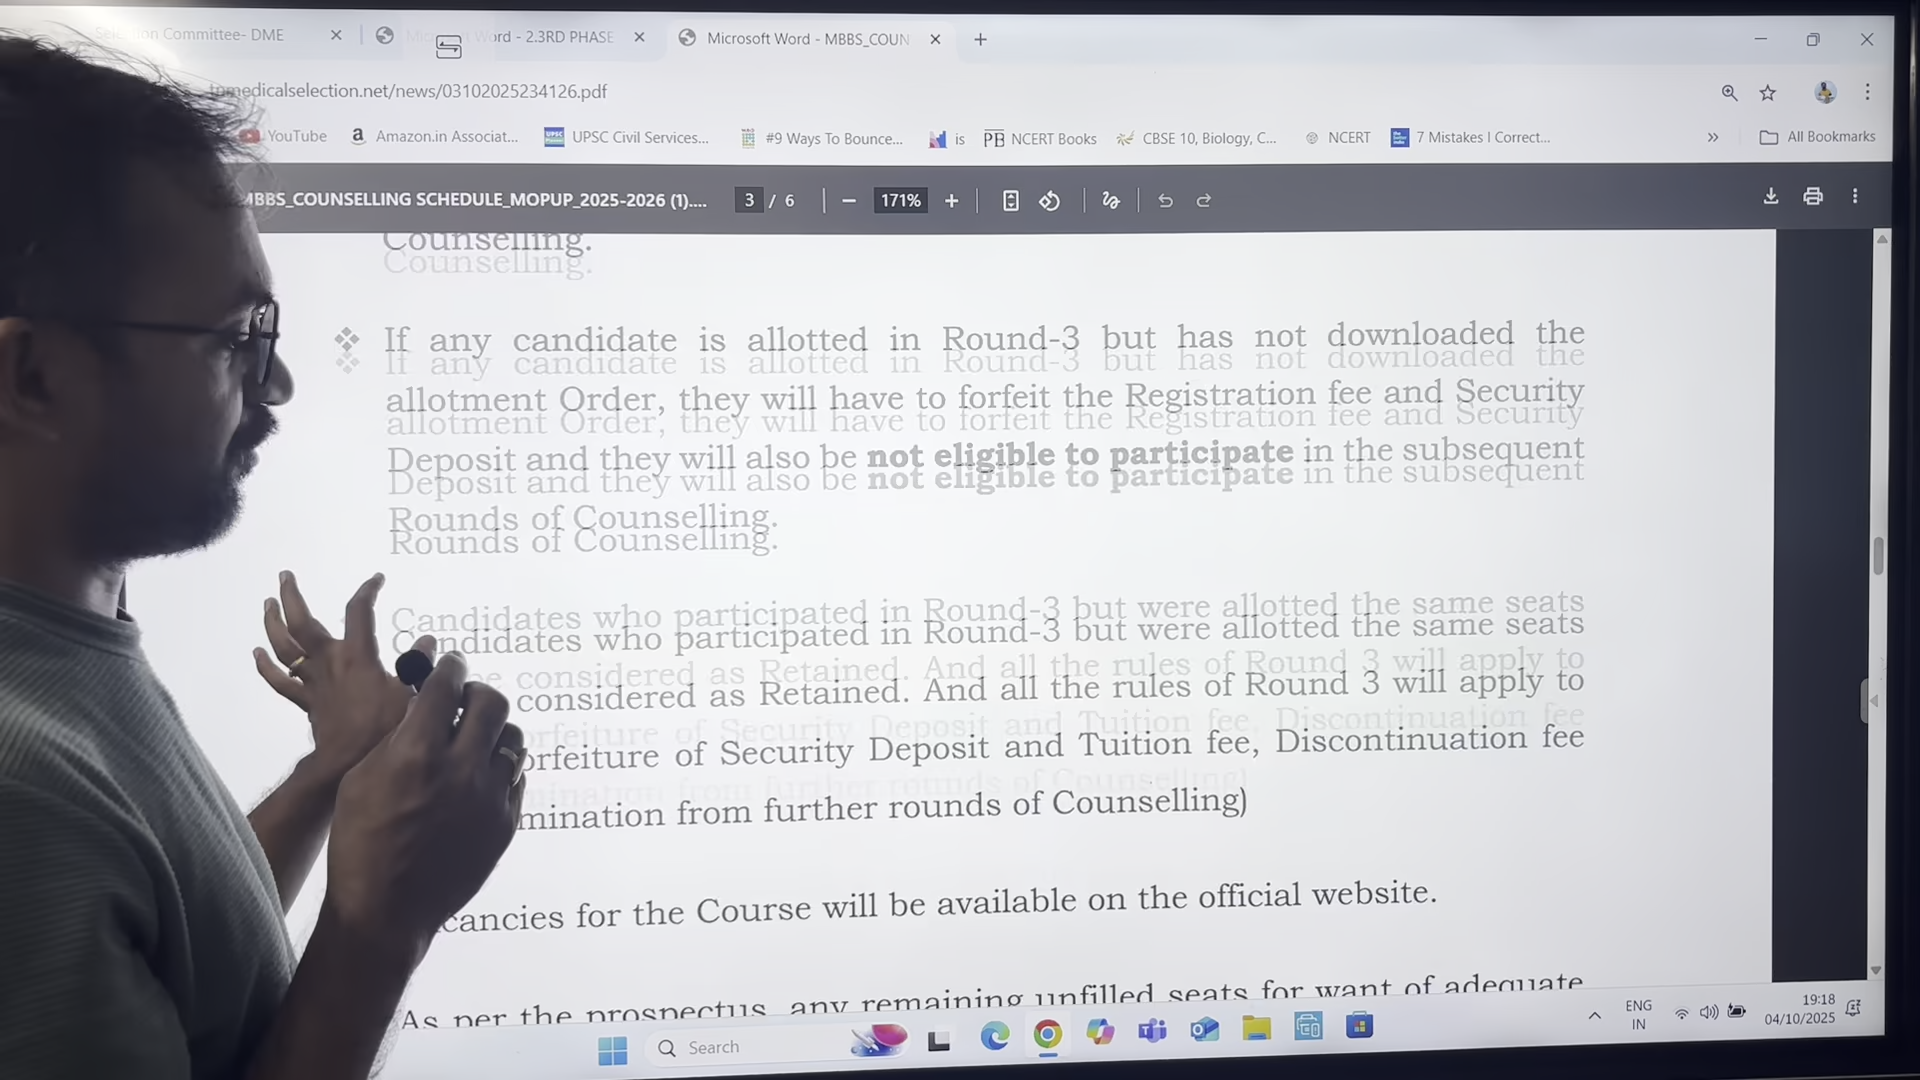 Selection Committee- DME
Microsoft Word - 2.3RD PHASE
Microsoft Word - MBBS_COUN
tnmedicalselection.net/news/03102025234126.pdf
YouTube
Amazon.in Associat...
UPSC Civil Services...
#9 Ways To Bounce...
is
NCERT Books
CBSE 10, Biology, C...
NCERT
7 Mistakes I Correct...
All Bookmarks
MBBS_COUNSELLING SCHEDULE_MOPUP_2025-2026 (1)....
3 / 6
171%
Counselling.
If any candidate is allotted in Round-3 but has not downloaded the
allotment Order, they will have to forfeit the Registration fee and Security
Deposit and they will also be not eligible to participate in the subsequent
Rounds of Counselling.
Candidates who participated in Round-3 but were allotted the same seats
considered as Retained. And all the rules of Round 3 will apply to
orfeiture of Security Deposit and Tuition fee, Discontinuation fee
mination from further rounds of Counselling)
cancies for the Course will be available on the official website.
As per the prospectus, any remaining unfilled seats for want of adequate
Search
ENG
IN
19:18
04/10/2025